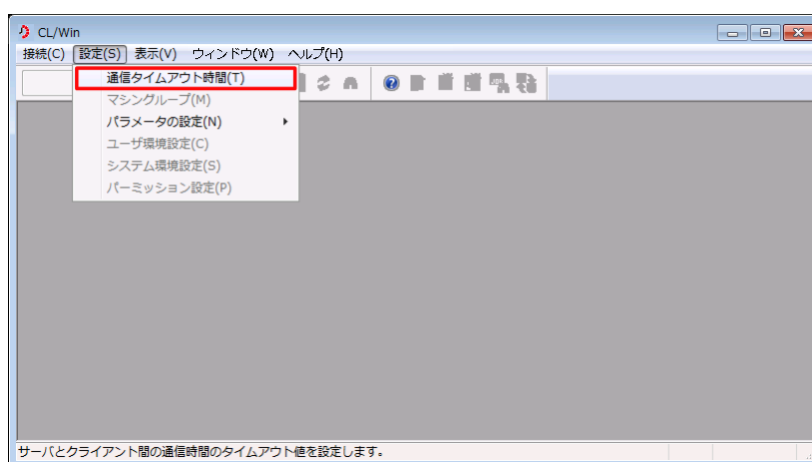 CL/Win
接続(C) 設定(S) 表示(V) ウィンドウ(W) ヘルプ(H)
通信タイムアウト時間(T)
マシングループ(M)
パラメータの設定(N)
ユーザ環境設定(C)
システム環境設定(S)
パーミッション設定(P)
サーバとクライアント間の通信時間のタイムアウト値を設定します。